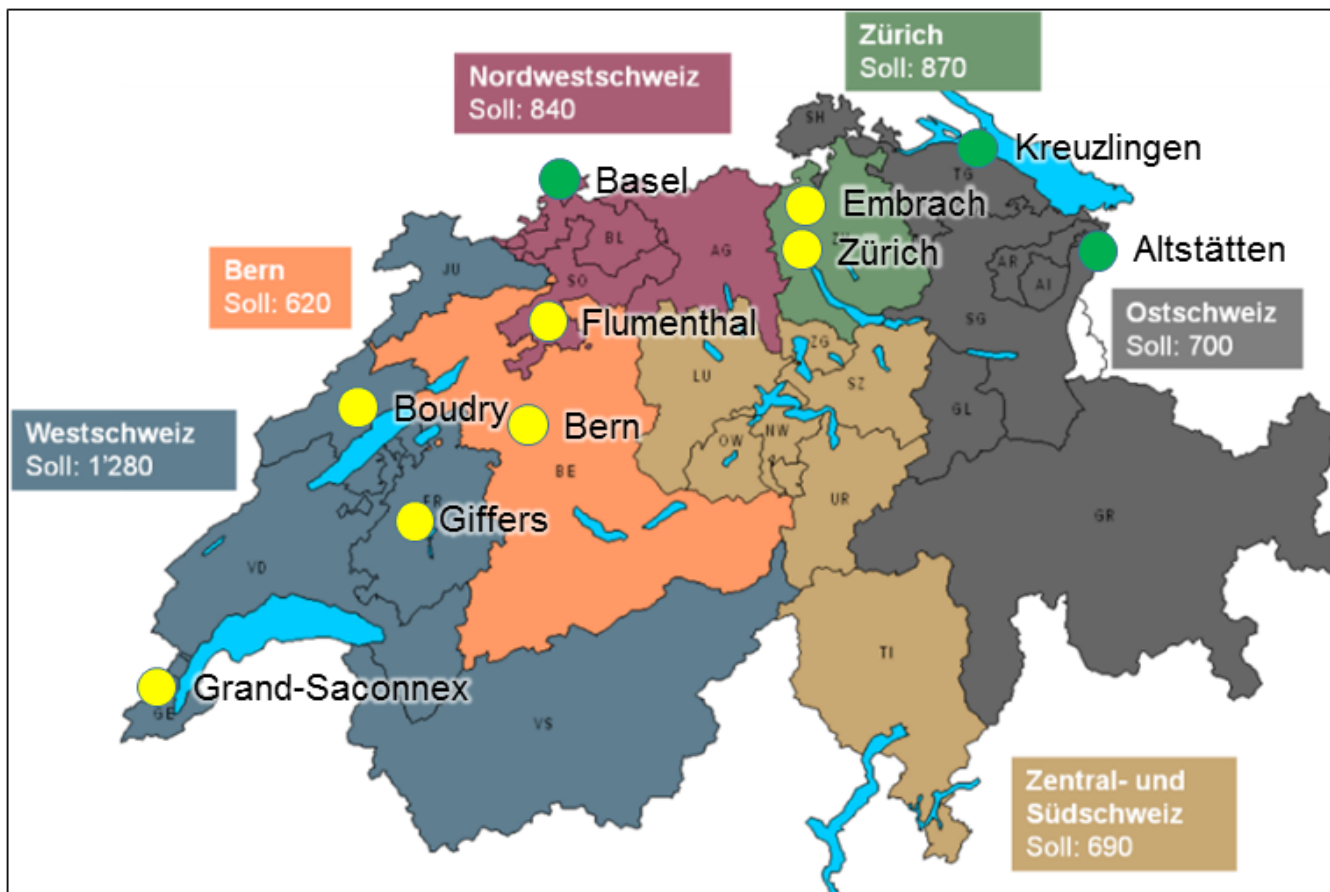 Zürich
Soll: 870
Nordwestschweiz
Soll: 840
SH
Kreuzlingen
TG
Basel
Embrach
BL
AG
Zürich
Altstätten
AR
AI
JU
SO
Bern
Soll: 620
Ostschweiz
Soll: 700
Flumenthal
SG
ZG
LU
SZ
Boudry
Bern
GL
Westschweiz
Soll: 1'280
OW
NW
BE
UR
FR
Giffers
GR
VD
TI
Grand-Saconnex
GE
VS
Zentral- und
Südschweiz
Soll: 690